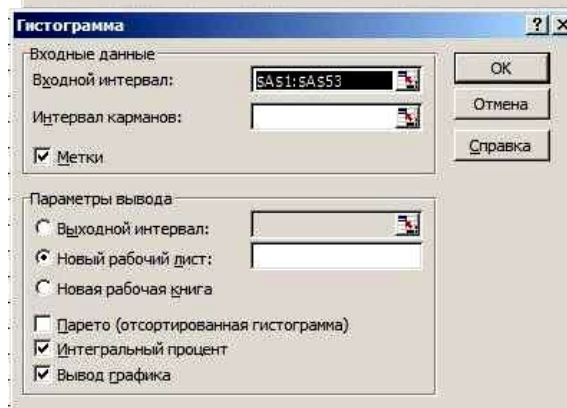 Гистограмма
Входные данные
Входной интервал:
$A$1:$A$53
Интервал карманов:
Метки
OK
Отмена
Справка
Параметры вывода
Выходной интервал:
Новый рабочий лист:
Новая рабочая книга
Парето (отсортированная гистограмма)
Интегральный процент
Вывод графика